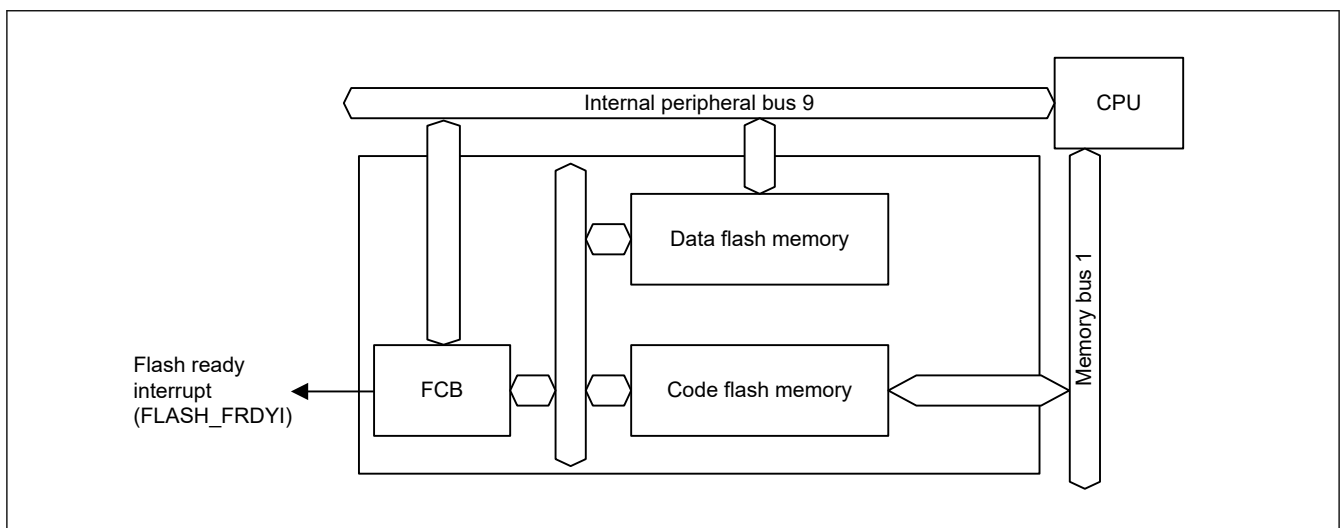 Internal peripheral bus 9
CPU
Data flash memory
Memory bus 1
Flash ready
interrupt
(FLASH_FRDYI)
FCB
Code flash memory